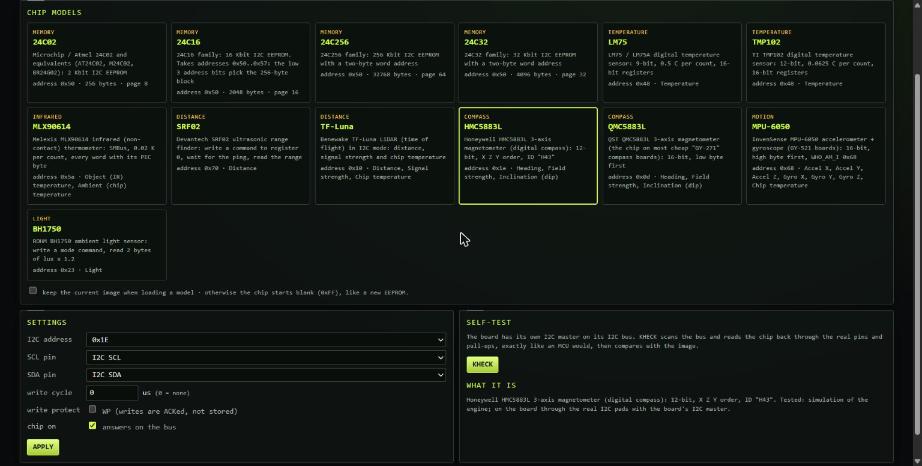 CHIP MODELS
MEMORY
24C02
Microchip / Atmel 24C02 and
equivalents (AT24C02, M24C02,
BR24G02): 2 Kbit I2C EEPROM
address 0x50 · 256 bytes · page 8
MEMORY
24C16
24C16 family: 16 Kbit I2C EEPROM.
Takes addresses 0x50..0x57: the low
3 address bits pick the 256-byte
block
address 0x50 · 2048 bytes · page 16
MEMORY
24C256
24C256 family: 256 Kbit I2C EEPROM
with a two-byte word address
address 0x50 · 32768 bytes · page 64
MEMORY
24C32
24C32 family: 32 Kbit I2C EEPROM
with a two-byte word address
address 0x50 · 4096 bytes · page 32
TEMPERATURE
LM75
LM75 / LM75A digital temperature
sensor: 9-bit, 0.5 C per count, 16-
bit registers
address 0x48 · Temperature
TEMPERATURE
TMP102
TI TMP102 digital temperature
sensor: 12-bit, 0.0625 C per count,
16-bit registers
address 0x48 · Temperature
INFRARED
MLX90614
Melexis MLX90614 infrared (non-
contact) thermometer: SMBus, 0.02 K
per count, every word with its PEC
byte
address 0x5a · Object (IR)
temperature, Ambient (chip)
temperature
DISTANCE
SRF02
Devantech SRF02 ultrasonic range
finder: write a command to register
0, wait for the ping, read the range
address 0x70 · Distance
DISTANCE
TF-Luna
Benewake TF-Luna LiDAR (time of
flight) in I2C mode: distance,
signal strength and chip temperature
address 0x10 · Distance, Signal
strength, Chip temperature
COMPASS
HMC5883L
Honeywell HMC5883L 3-axis
magnetometer (digital compass): 12-
bit, X Z Y order, ID "H43"
address 0x1e · Heading, Field
strength, Inclination (dip)
COMPASS
QMC5883L
QST QMC5883L 3-axis magnetometer
(the chip on most cheap "GY-271"
compass boards): 16-bit, low byte
first
address 0x0d · Heading, Field
strength, Inclination (dip)
MOTION
MPU-6050
InvenSense MPU-6050 accelerometer +
gyroscope (GY-521 boards): 16-bit,
high byte first, WHO_AM_I 0x68
address 0x68 · Accel X, Accel Y,
Accel Z, Gyro X, Gyro Y, Gyro Z,
Chip temperature
LIGHT
BH1750
ROHM BH1750 ambient light sensor:
write a mode command, read 2 bytes
of lux x 1.2
address 0x23 · Light
keep the current image when loading a model - otherwise the chip starts blank (0xFF), like a new EEPROM.
SETTINGS
I2C address 0x1E
SCL pin I2C SCL
SDA pin I2C SDA
write cycle 0 us (0 = none)
write protect WP (writes are ACKed, not stored)
chip on answers on the bus
APPLY
SELF-TEST
The board has its own I2C master on its I2C bus. KHECK scans the bus and reads the chip back through the real pins and
pull-ups, exactly like an MCU would, then compares with the image.
KHECK
WHAT IT IS
Honeywell HMC5883L 3-axis magnetometer (digital compass): 12-bit, X Z Y order, ID "H43". Tested: simulation of the
engine; on the board through the real I2C pads with the board's I2C master.